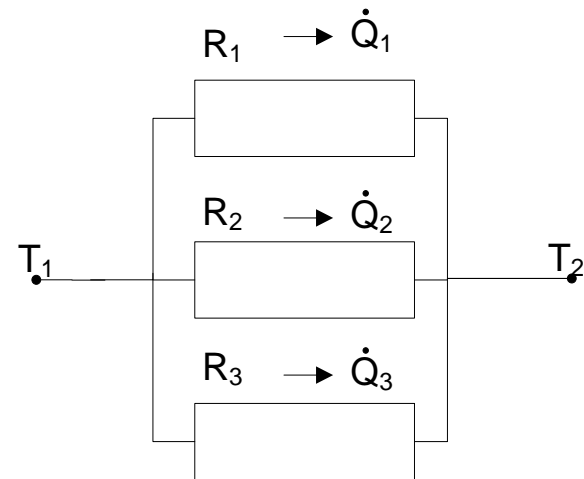 R₁ Q̇₁
R₂ Q̇₂
T₁ T₂
R₃ Q̇₃